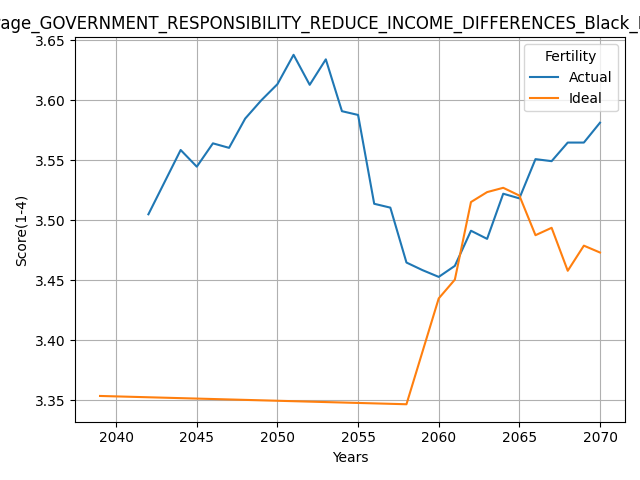 rage_GOVERNMENT_RESPONSIBILITY_REDUCE_INCOME_DIFFERENCES_Black_
Fertility
Actual
Ideal
3.65
3.60
3.55
3.50
3.45
3.40
3.35
Score(1-4)
2040
2045
2050
2055
2060
2065
2070
Years